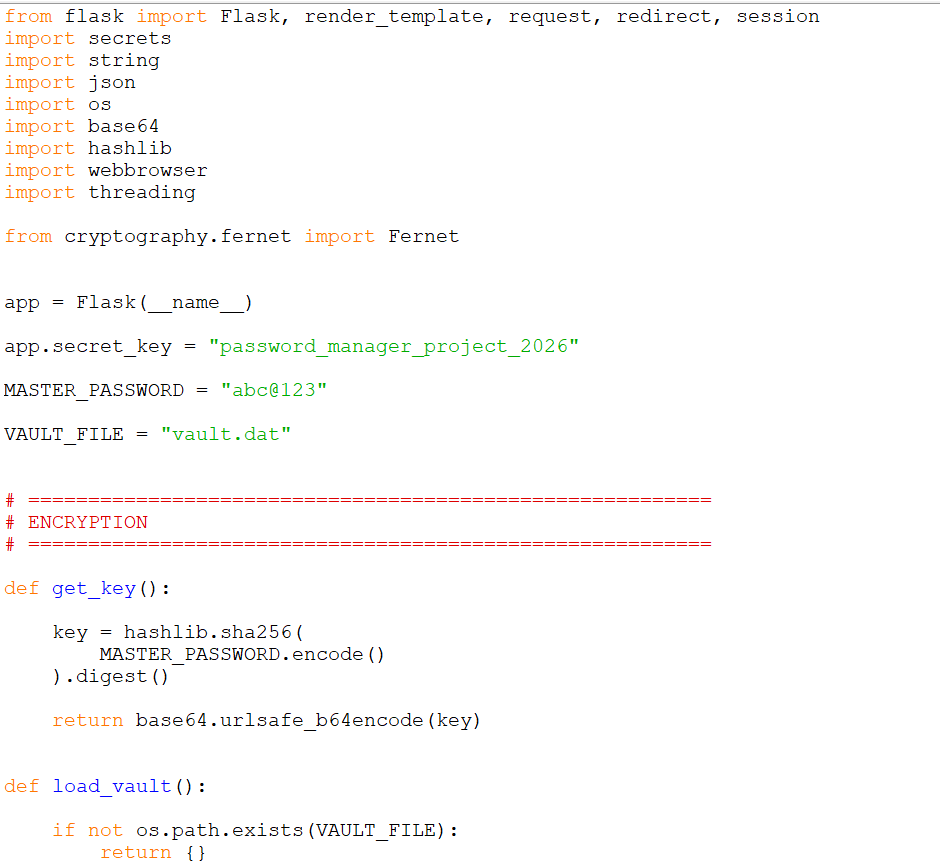 from flask import Flask, render_template, request, redirect, session
import secrets
import string
import json
import os
import base64
import hashlib
import webbrowser
import threading
from cryptography.fernet import Fernet
app = Flask(__name__)
app.secret_key = "password_manager_project_2026"
MASTER_PASSWORD = "abc@123"
VAULT_FILE = "vault.dat"
# =========================================================
# ENCRYPTION
# =========================================================
def get_key():
    key = hashlib.sha256(
        MASTER_PASSWORD.encode()
    ).digest()
    return base64.urlsafe_b64encode(key)
def load_vault():
    if not os.path.exists(VAULT_FILE):
        return {}